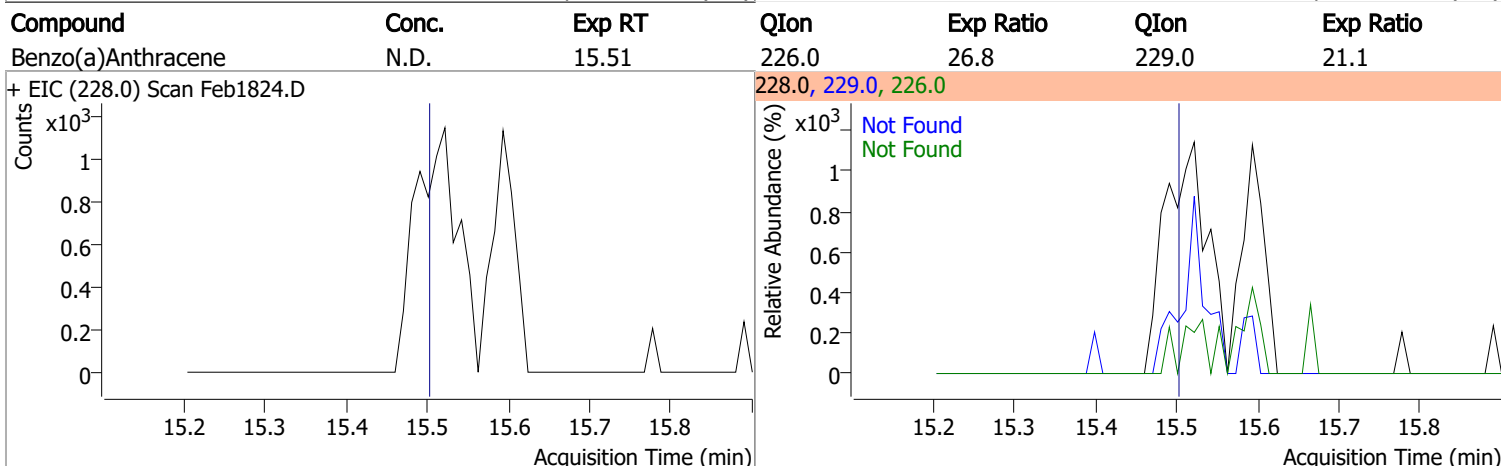 Compound Conc. Exp RT QIon Exp Ratio QIon Exp Ratio
Benzo(a)Anthracene N.D. 15.51 226.0 26.8 229.0 21.1
+ EIC (228.0) Scan Feb1824.D
Counts
x10³
1
0.8
0.6
0.4
0.2
0
15.2 15.3 15.4 15.5 15.6 15.7 15.8
Acquisition Time (min)
228.0, 229.0, 226.0
Relative Abundance (%)
x10³
Not Found
Not Found
1
0.8
0.6
0.4
0.2
0
15.2 15.3 15.4 15.5 15.6 15.7 15.8
Acquisition Time (min)